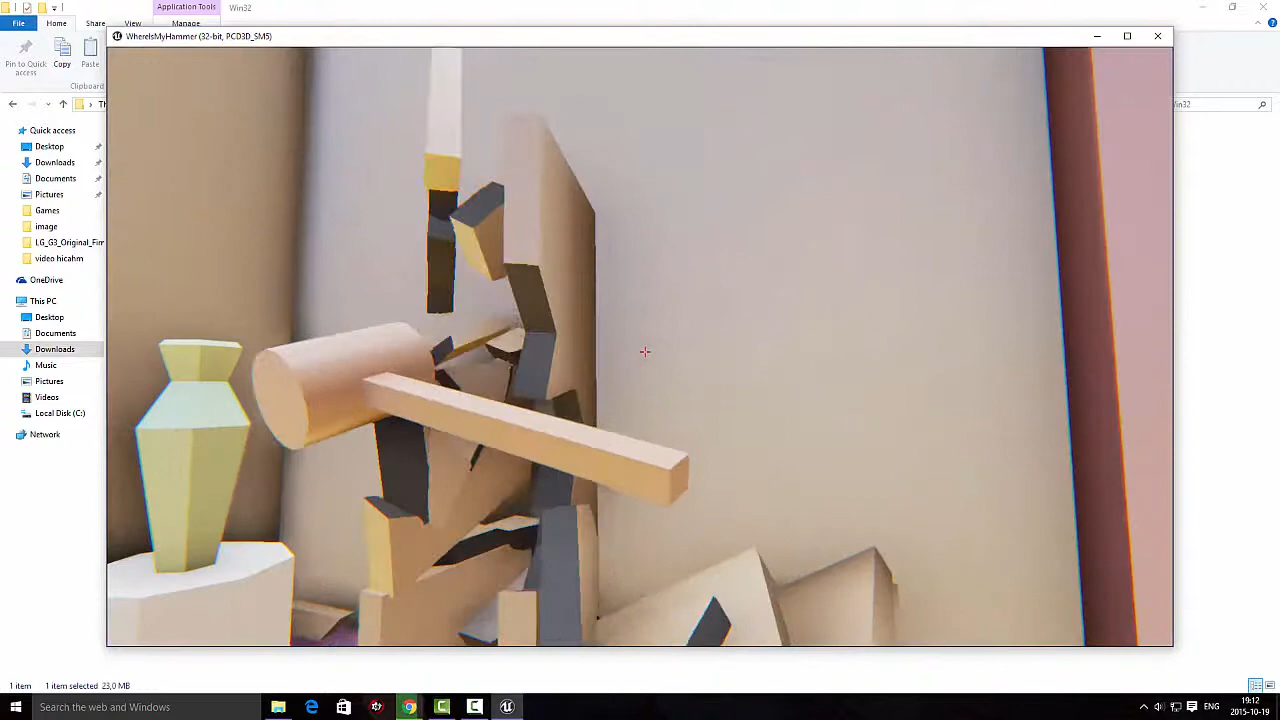 Application Tools
Win32
File
Home
Share
View
Manage
WhereIsMyHammer (32-bit, PCD3D_SM5)
Pin to Quick access
Copy
Paste
Clipboard
Th
Win32
Quick access
Desktop
Downloads
Documents
Pictures
Games
image
LG_G3_Original_Fir
video hicahm
OneDrive
This PC
Desktop
Documents
Downloads
Music
Pictures
Videos
Local Disk (C:)
Network
1 item
1 item selected 23,0 MB
Search the web and Windows
ENG
19:12
2015-10-19